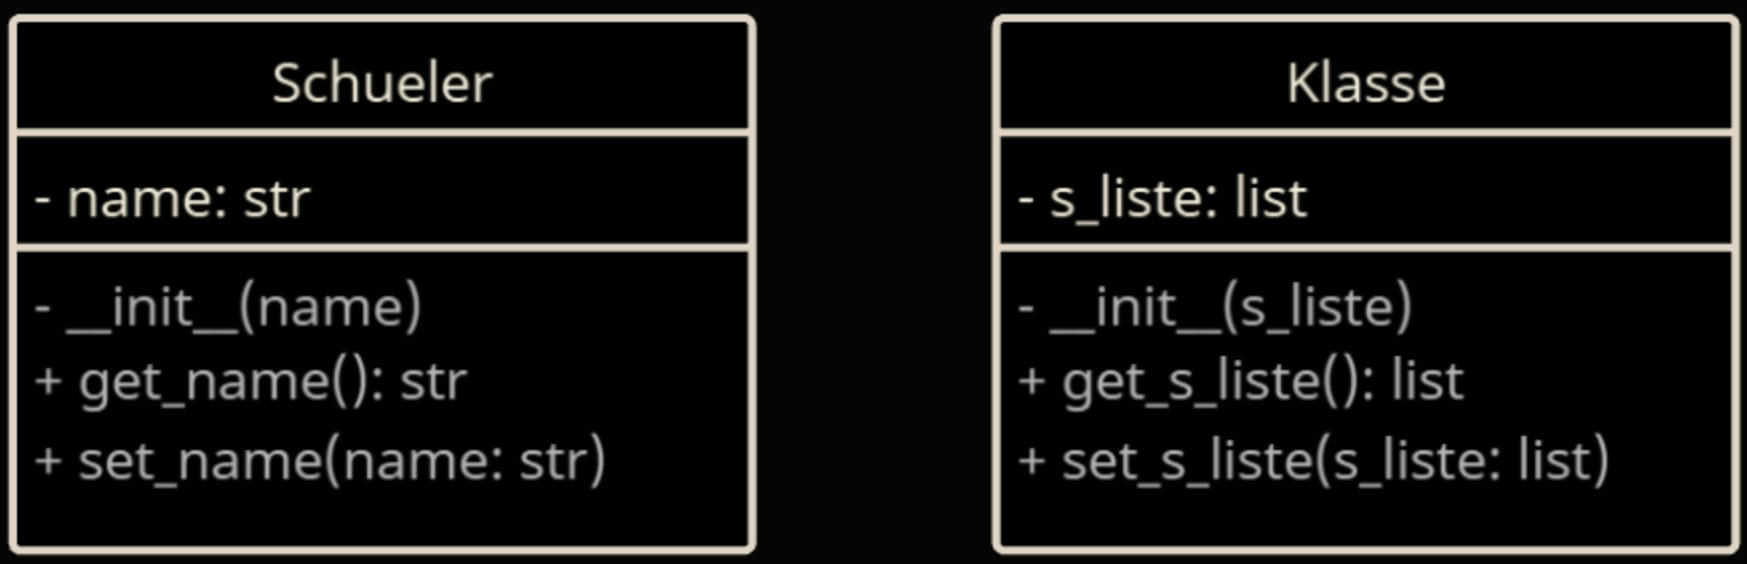 Schueler
- name: str
- __init__(name)
+ get_name(): str
+ set_name(name: str)
Klasse
- s_liste: list
- __init__(s_liste)
+ get_s_liste(): list
+ set_s_liste(s_liste: list)